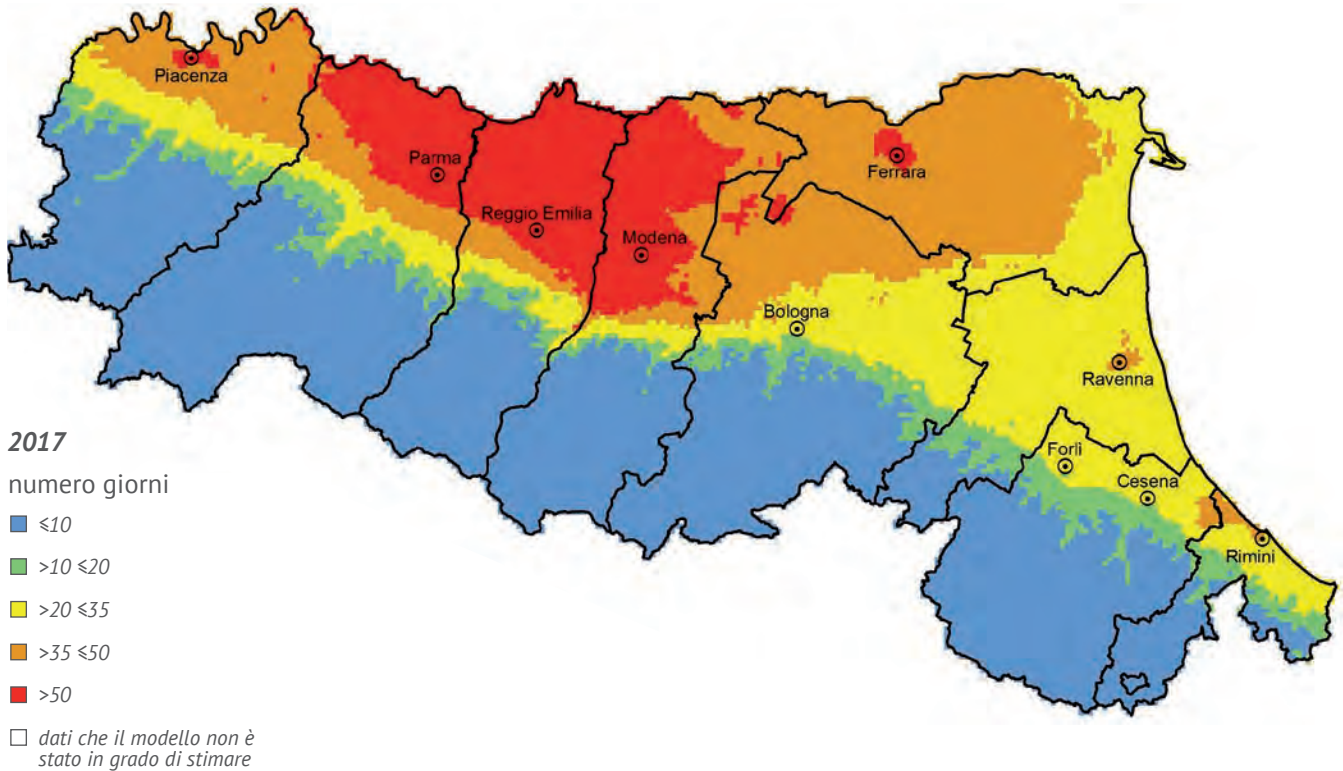 Piacenza
Parma
Ferrara
Reggio Emilia
Modena
Bologna
Ravenna
Forlì
Cesena
Rimini
2017
numero giorni
≤10
>10 ≤20
>20 ≤35
>35 ≤50
>50
dati che il modello non è
stato in grado di stimare